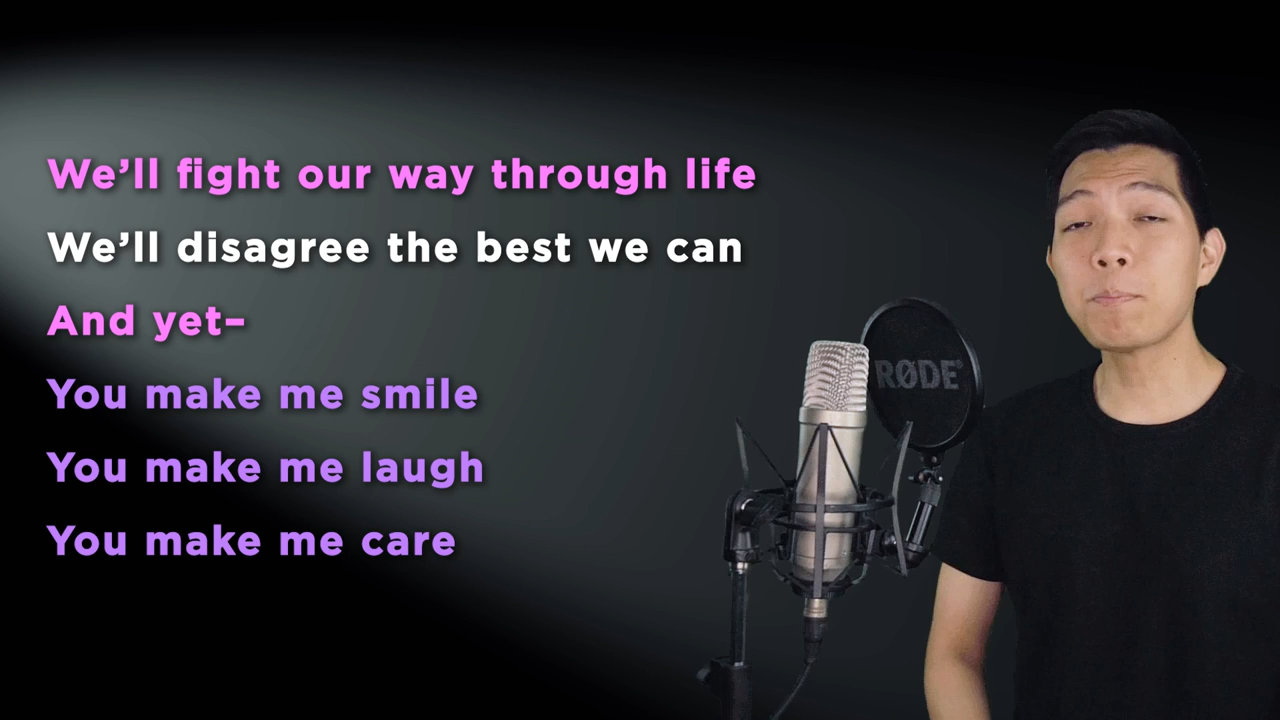 We’ll fight our way through life
We’ll disagree the best we can
And yet–
You make me smile
You make me laugh
You make me care
RØDE®